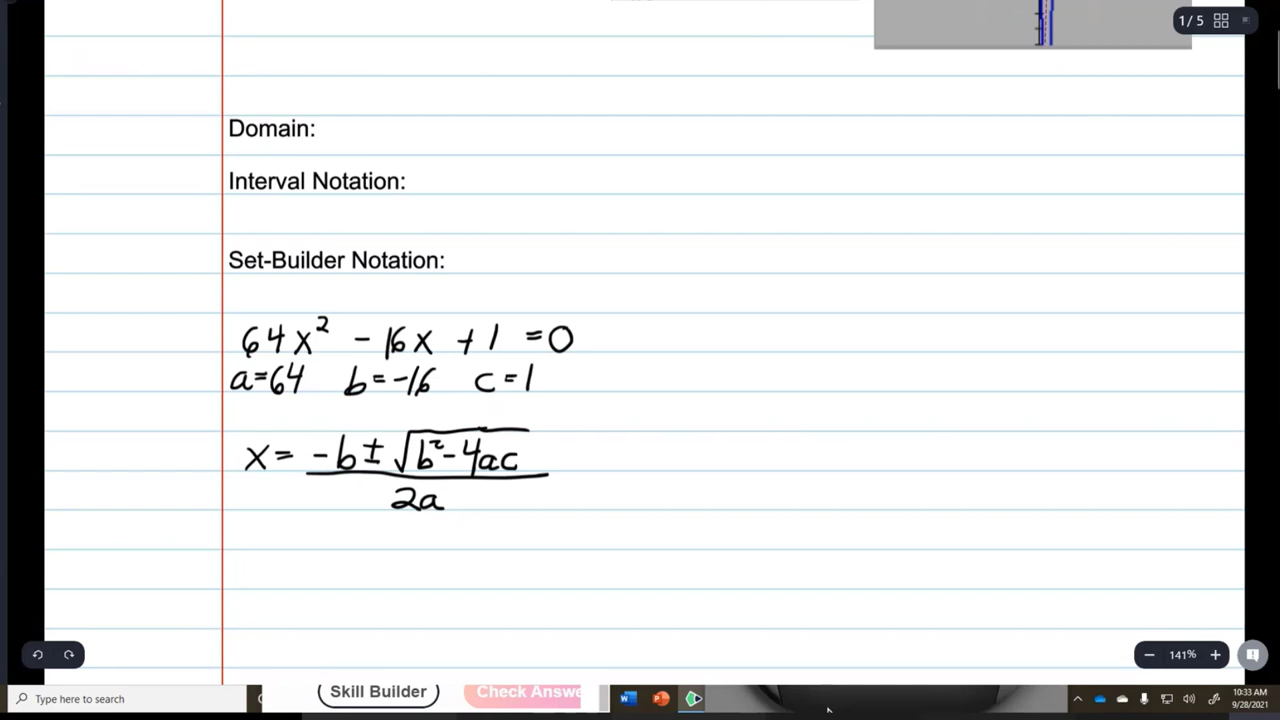 1/5
Domain:
Interval Notation:
Set-Builder Notation:
64x² - 16x + 1 = 0
a=64 b=-16 c=1
x= -b ± √b²-4ac
2a
141%
Type here to search
Skill Builder
Check Answe
10:33 AM
9/28/2021